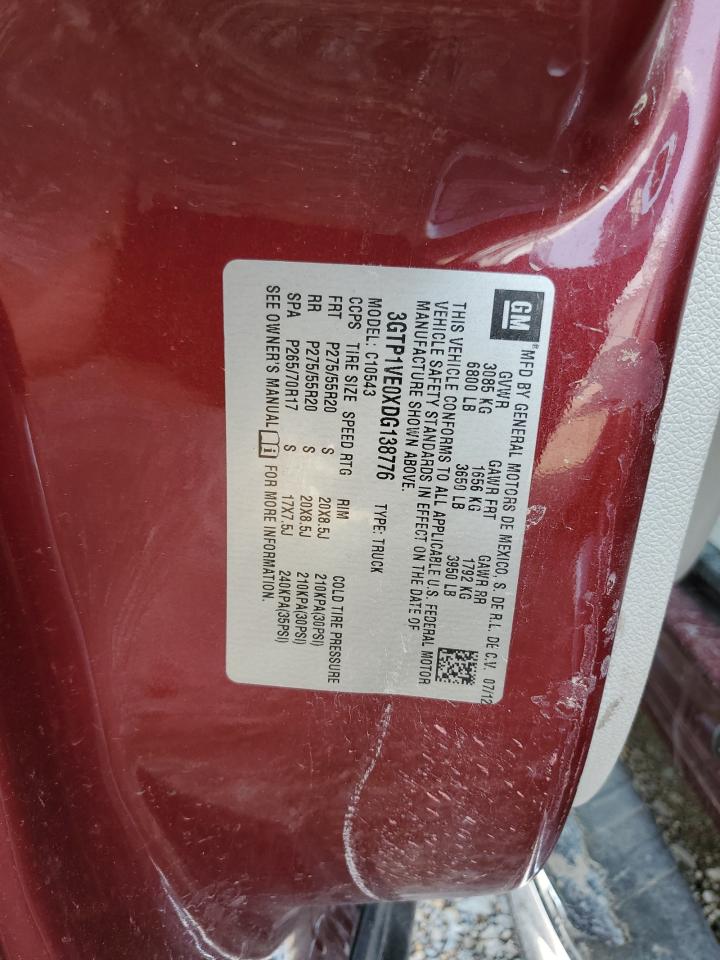 GM ® MFD BY GENERAL MOTORS DE MEXICO, S. DE R.L. DE C.V. 07/12
GVWR GAWR FRT GAWR RR
3085 KG 1656 KG 1792 KG
6800 LB 3650 LB 3950 LB
THIS VEHICLE CONFORMS TO ALL APPLICABLE U.S. FEDERAL MOTOR
VEHICLE SAFETY STANDARDS IN EFFECT ON THE DATE OF
MANUFACTURE SHOWN ABOVE.
3GTP1VE0XDG138776 TYPE: TRUCK
MODEL: C10543
CCPS TIRE SIZE SPEED RTG RIM COLD TIRE PRESSURE
FRT P275/55R20 S 20X8.5J 210KPA(30PSI)
RR P275/55R20 S 20X8.5J 210KPA(30PSI)
SPA P265/70R17 S 17X7.5J 240KPA(35PSI)
SEE OWNER'S MANUAL i FOR MORE INFORMATION.